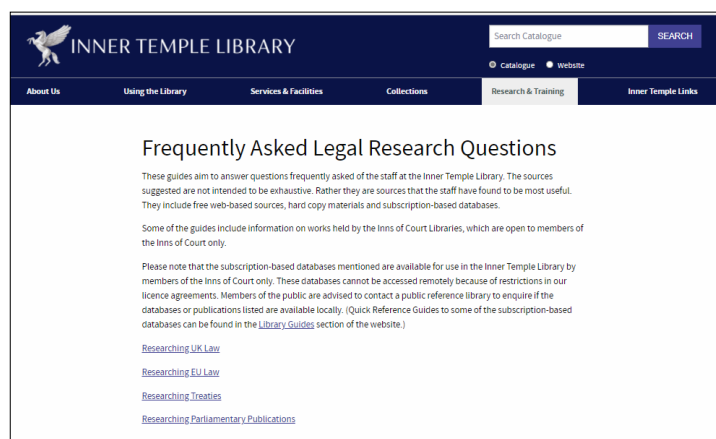 INNER TEMPLE LIBRARY
Search Catalogue
SEARCH
Catalogue Website
About Us Using the Library Services & Facilities Collections Research & Training Inner Temple Links
Frequently Asked Legal Research Questions
These guides aim to answer questions frequently asked of the staff at the Inner Temple Library. The sources
suggested are not intended to be exhaustive. Rather they are sources that the staff have found to be most useful.
They include free web-based sources, hard copy materials and subscription-based databases.
Some of the guides include information on works held by the Inns of Court Libraries, which are open to members of
the Inns of Court only.
Please note that the subscription-based databases mentioned are available for use in the Inner Temple Library by
members of the Inns of Court only. These databases cannot be accessed remotely because of restrictions in our
licence agreements. Members of the public are advised to contact a public reference library to enquire if the
databases or publications listed are available locally. (Quick Reference Guides to some of the subscription-based
databases can be found in the Library Guides section of the website.)
Researching UK Law
Researching EU Law
Researching Treaties
Researching Parliamentary Publications